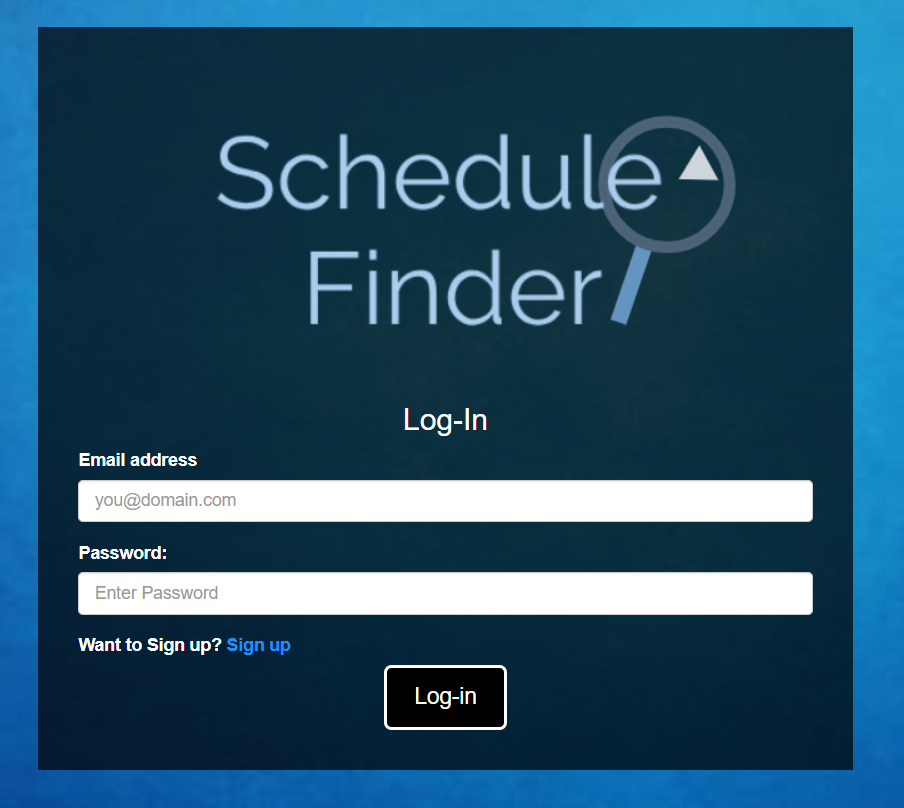 Schedule
Finder
Log-In
Email address
you@domain.com
Password:
Enter Password
Want to Sign up? Sign up
Log-in